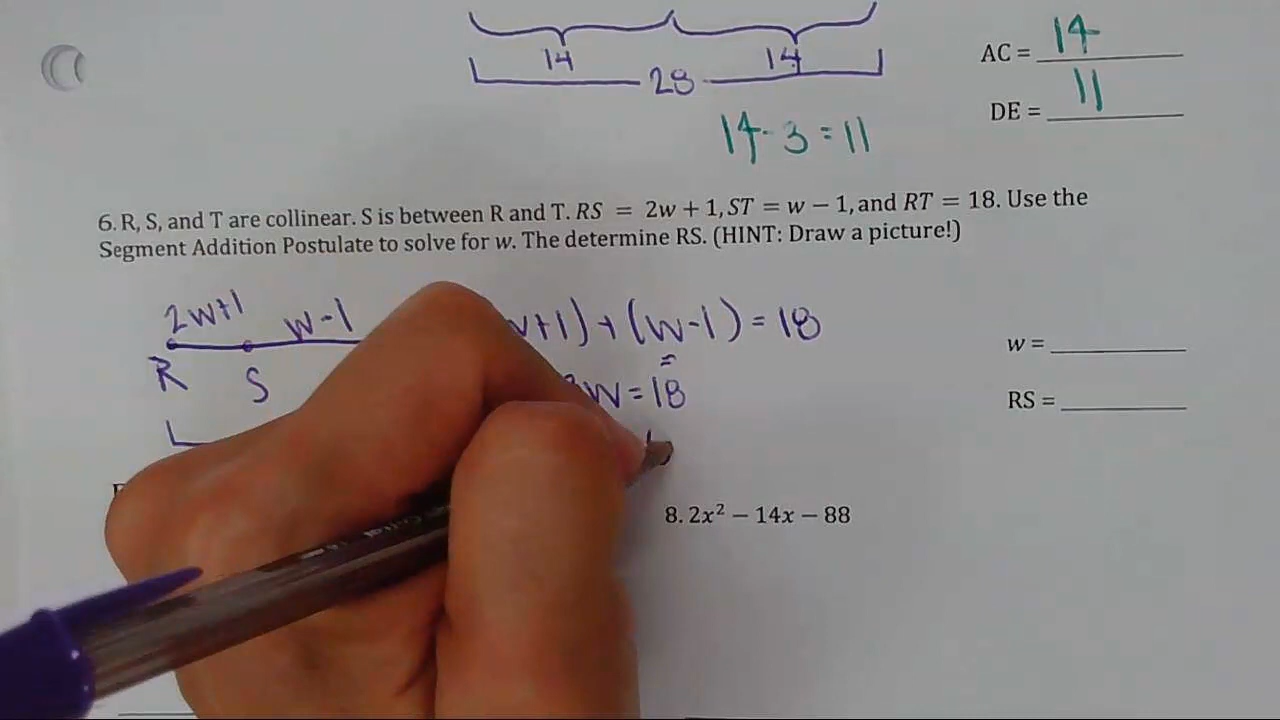 14 14
28
AC = 14
DE = 11
14 - 3 = 11
6. R, S, and T are collinear. S is between R and T. RS = 2w + 1, ST = w − 1, and RT = 18. Use the
Segment Addition Postulate to solve for w. The determine RS. (HINT: Draw a picture!)
2w+1 w-1
R S
w+1) + (w-1) = 18
w = 18
w =
RS =
8. 2x² − 14x − 88